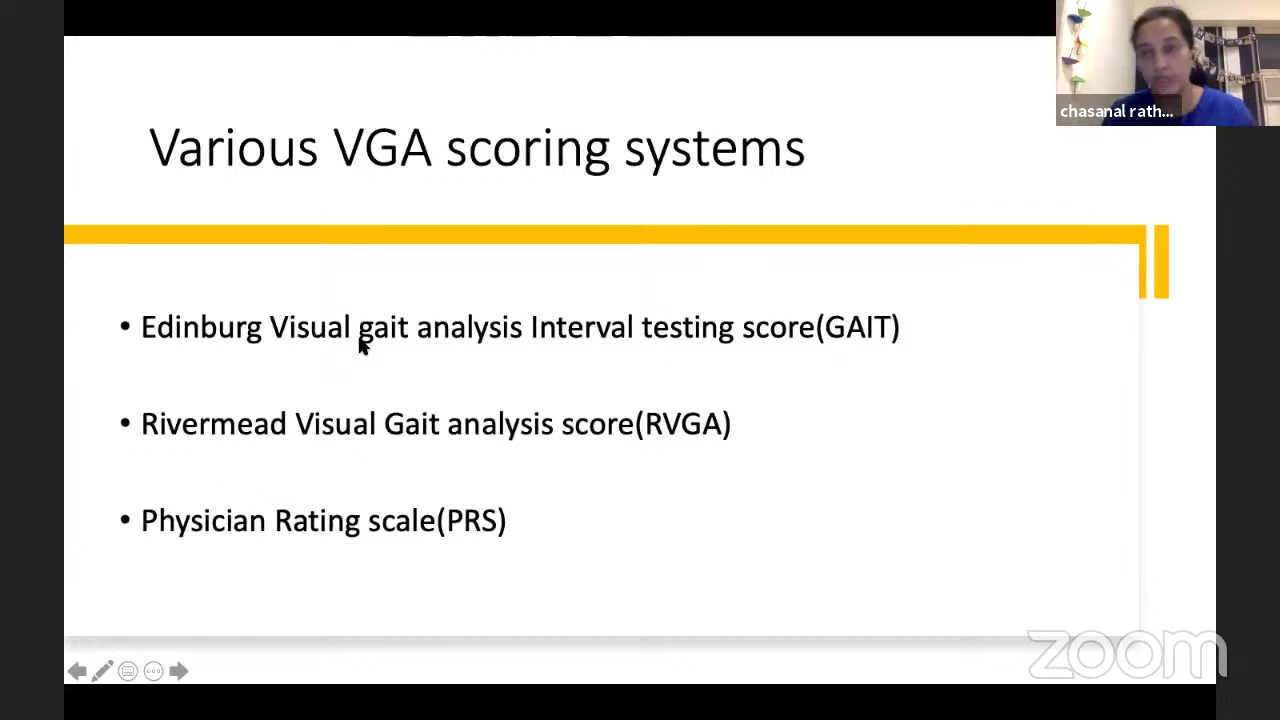 chasanal rath...
Various VGA scoring systems
• Edinburg Visual gait analysis Interval testing score(GAIT)
• Rivermead Visual Gait analysis score(RVGA)
• Physician Rating scale(PRS)
zoom